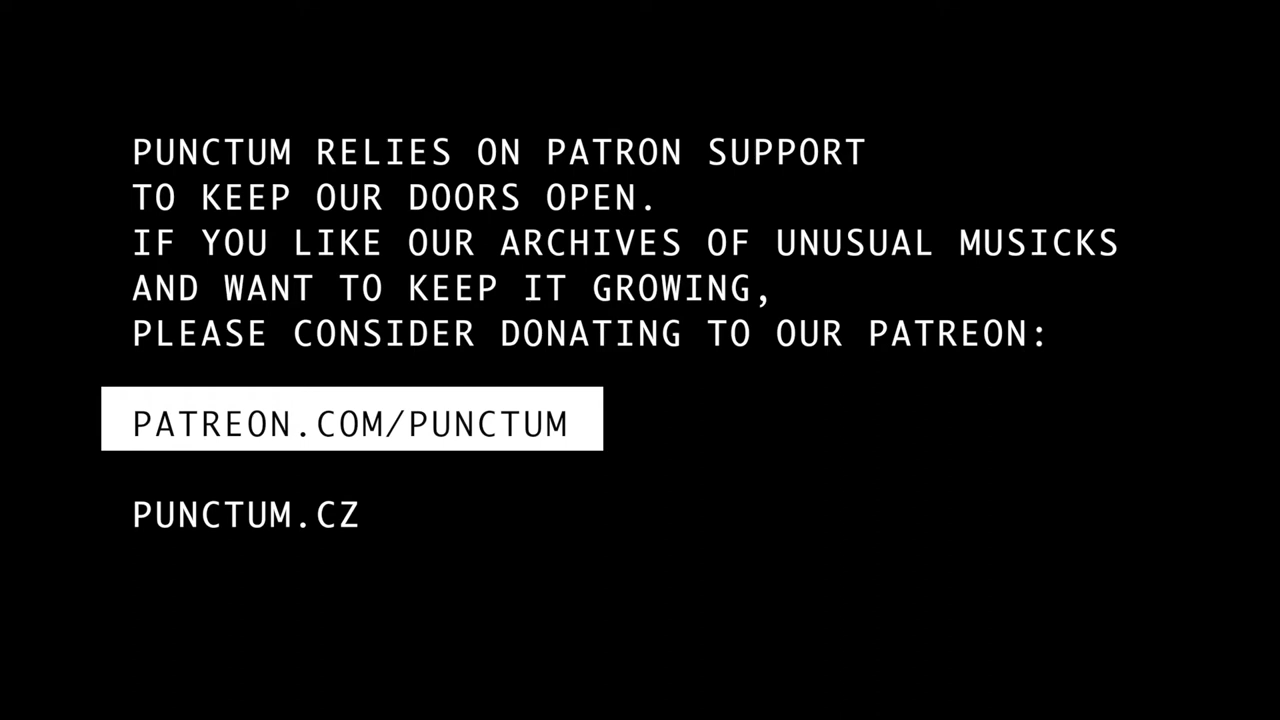 PUNCTUM RELIES ON PATRON SUPPORT
TO KEEP OUR DOORS OPEN.
IF YOU LIKE OUR ARCHIVES OF UNUSUAL MUSICKS
AND WANT TO KEEP IT GROWING,
PLEASE CONSIDER DONATING TO OUR PATREON:
PATREON.COM/PUNCTUM
PUNCTUM.CZ